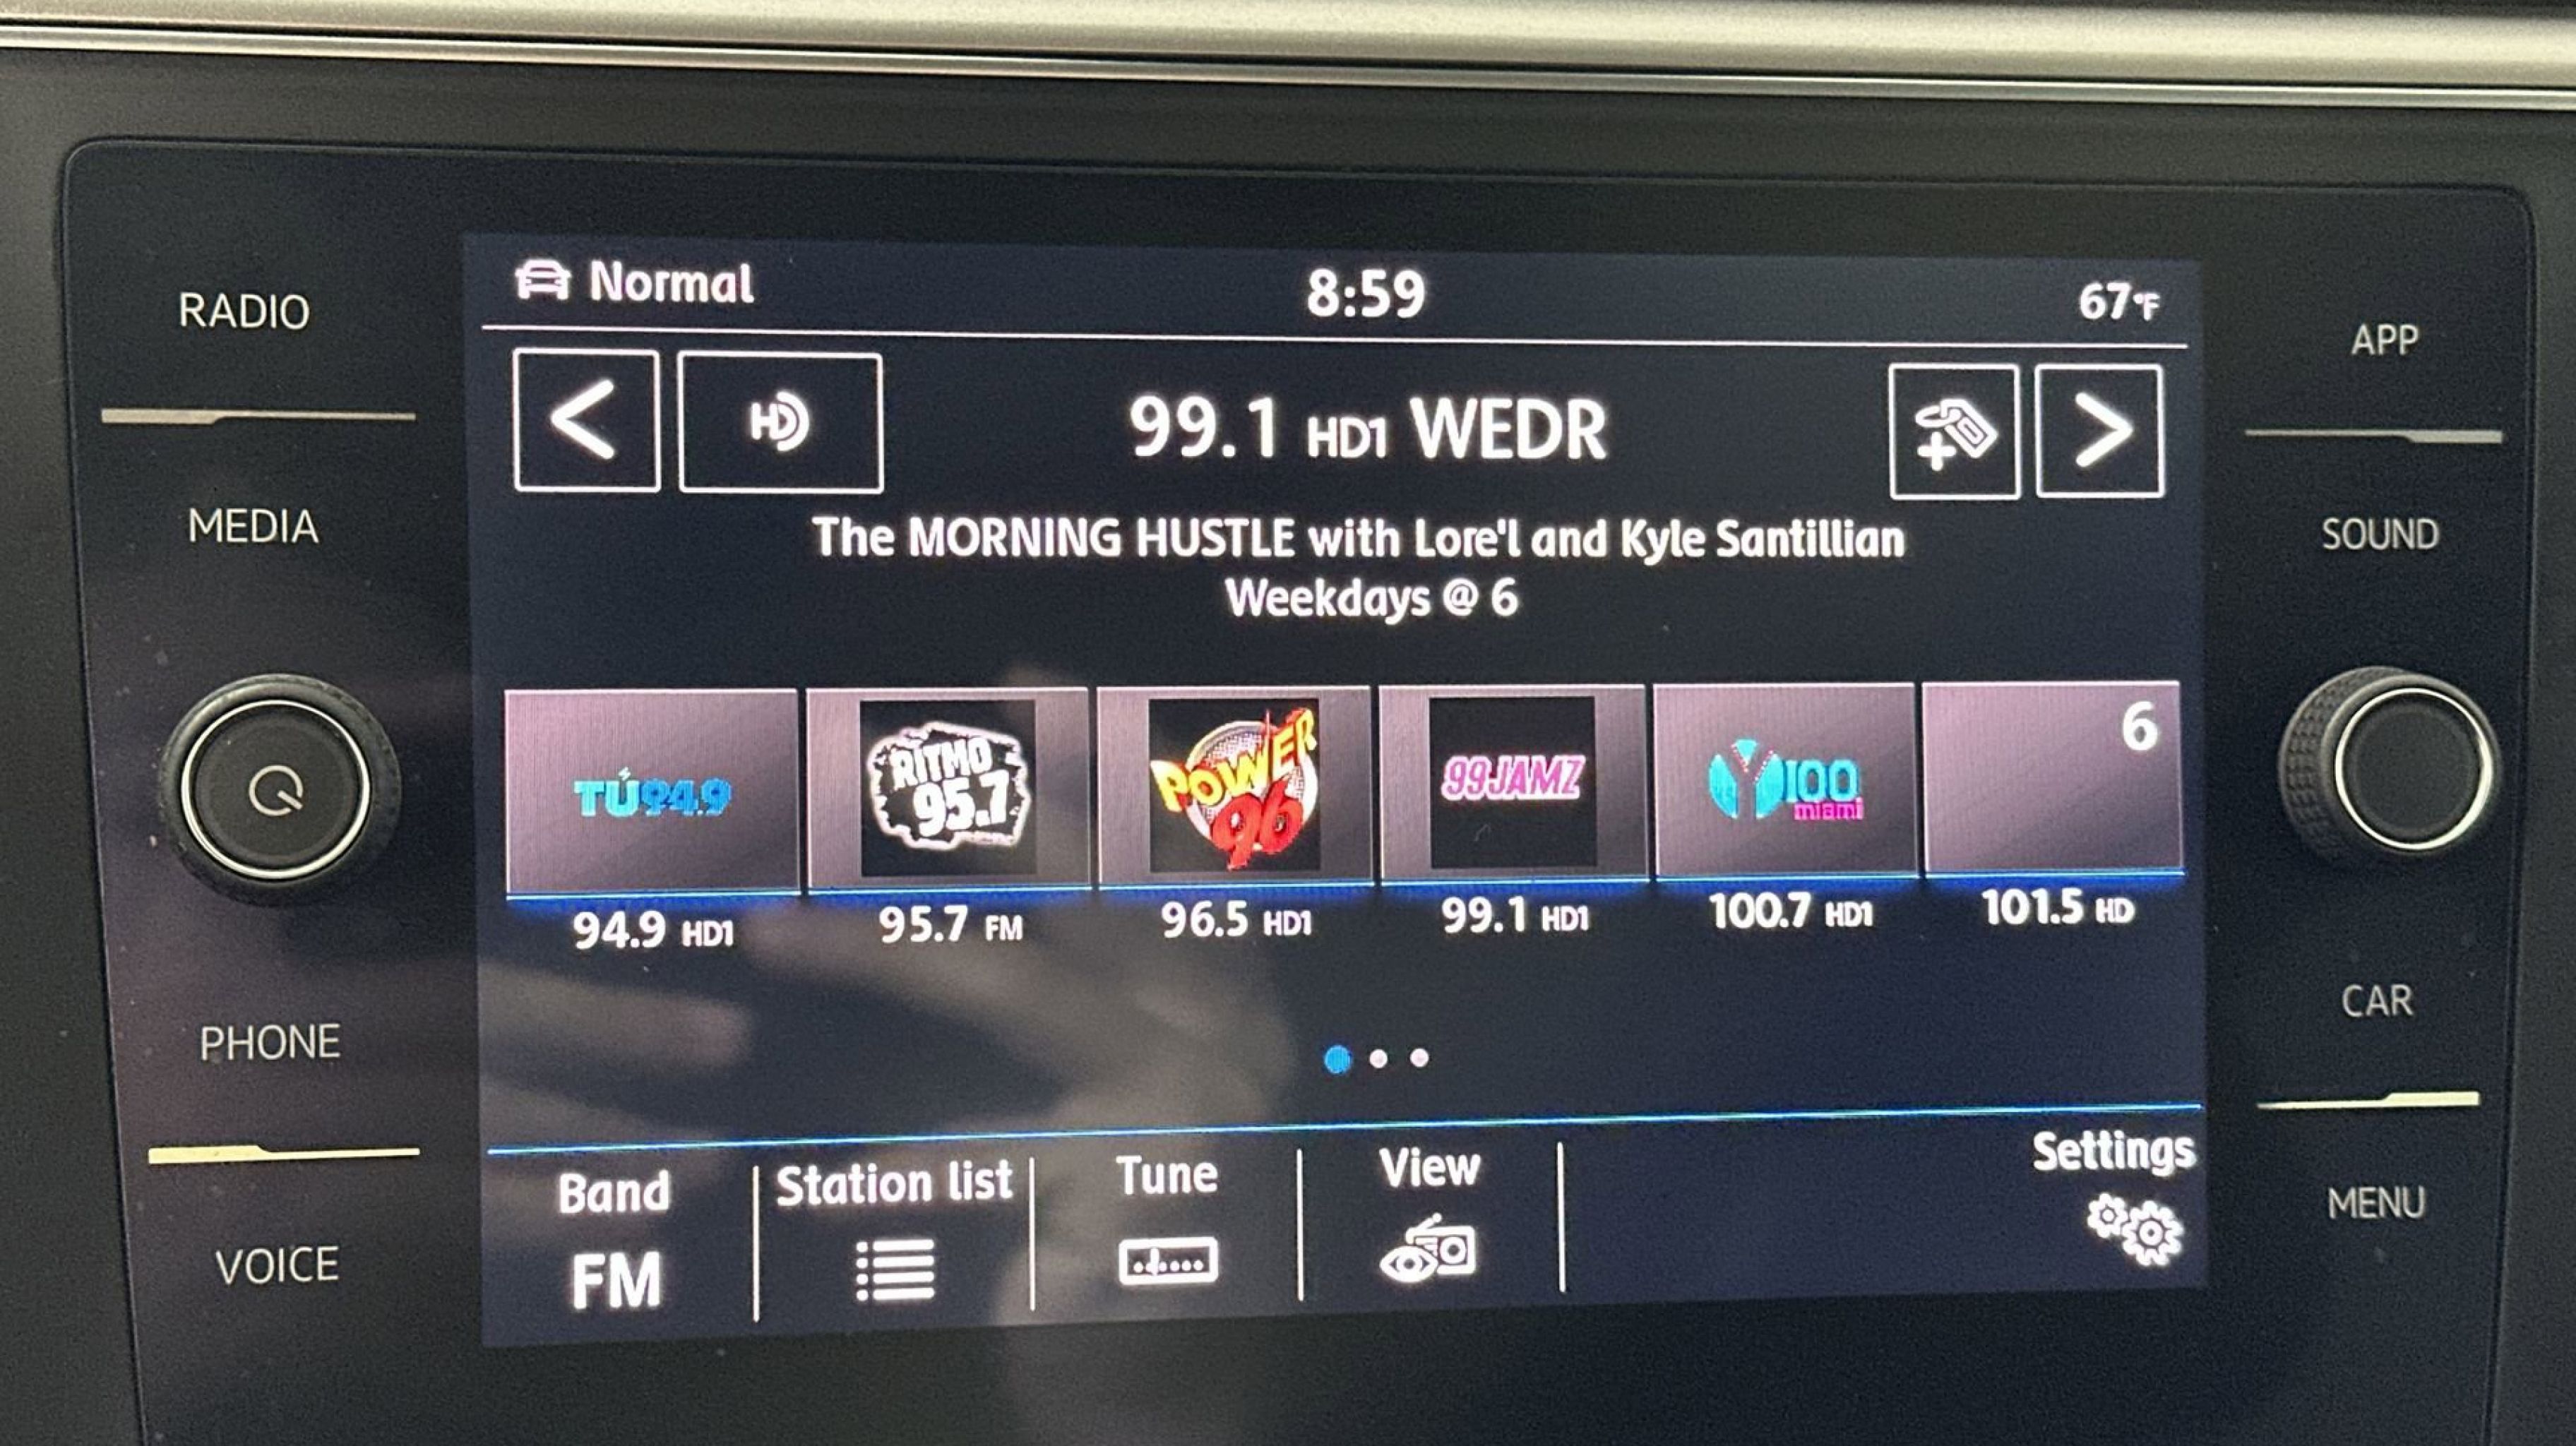 RADIO
MEDIA
PHONE
VOICE
Normal
8:59
67°F
HD
99.1 HD1 WEDR
The MORNING HUSTLE with Lore'l and Kyle Santillian
Weekdays @ 6
TÚ94.9
RITMO
95.7
POWER
96
99JAMZ
Y100
miami
6
94.9 HD1
95.7 FM
96.5 HD1
99.1 HD1
100.7 HD1
101.5 HD
Band
FM
Station list
Tune
View
Settings
APP
SOUND
CAR
MENU